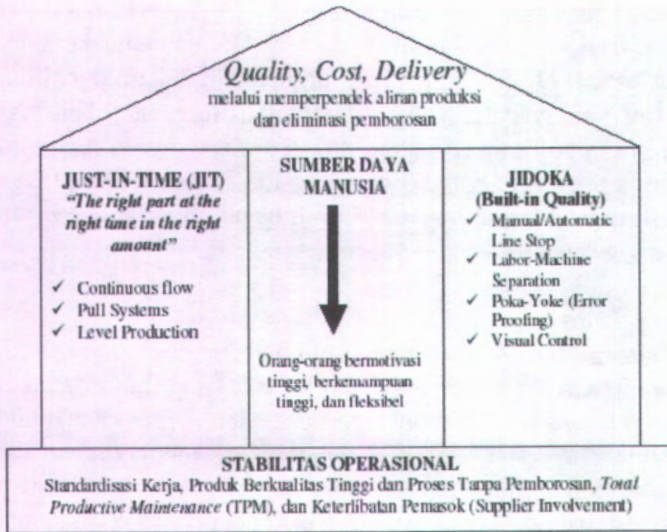 Quality, Cost, Delivery
melalui memperpendek aliran produksi
dan eliminasi pemborosan
JUST-IN-TIME (JIT)
"The right part at the
right time in the right
amount"
✓ Continuous flow
✓ Pull Systems
✓ Level Production
SUMBER DAYA
MANUSIA
Orang-orang bermotivasi
tinggi, berkemampuan
tinggi, dan fleksibel
JIDOKA
(Built-in Quality)
✓ Manual/Automatic
Line Stop
✓ Labor-Machine
Separation
✓ Poka-Yoke (Error
Proofing)
✓ Visual Control
STABILITAS OPERASIONAL
Standardisasi Kerja, Produk Berkualitas Tinggi dan Proses Tanpa Pemborosan, Total
Productive Maintenance (TPM), dan Keterlibatan Pemasok (Supplier Involvement)